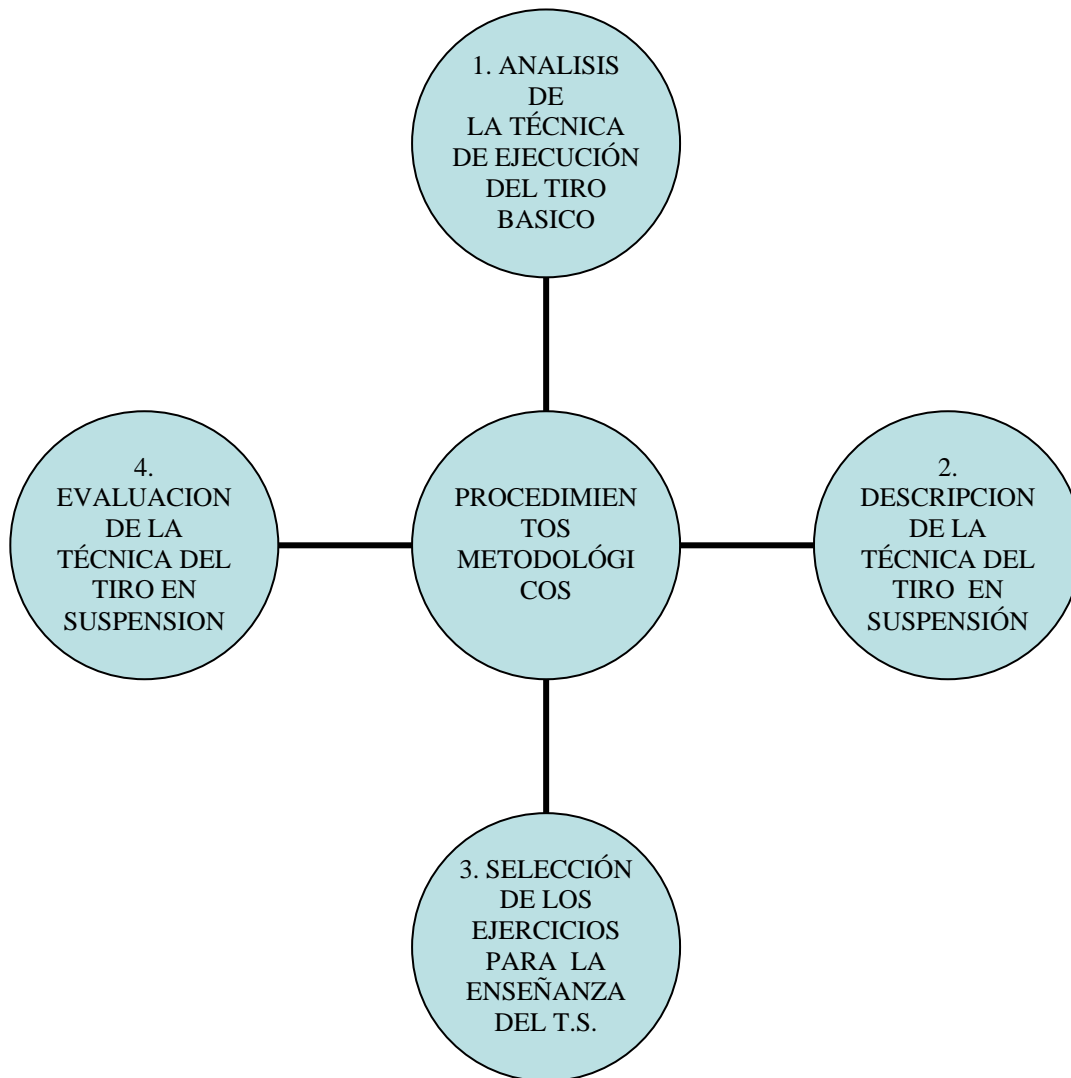 1. ANALISIS
DE
LA TÉCNICA
DE EJECUCIÓN
DEL TIRO
BASICO
4.
EVALUACION
DE LA
TÉCNICA DEL
TIRO EN
SUSPENSION
PROCEDIMIEN
TOS
METODOLÓGI
COS
2.
DESCRIPCION
DE LA
TÉCNICA DEL
TIRO EN
SUSPENSIÓN
3. SELECCIÓN
DE LOS
EJERCICIOS
PARA LA
ENSEÑANZA
DEL T.S.